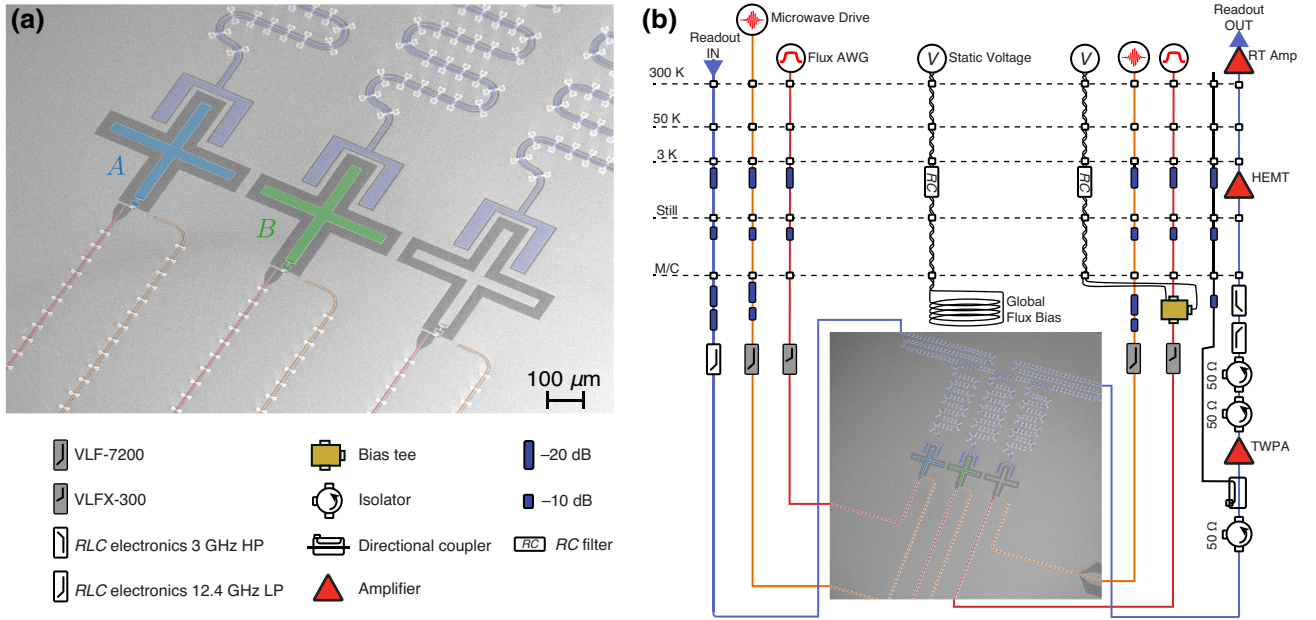 (a)
A
B
100 μm
VLF-7200
VLFX-300
RLC electronics 3 GHz HP
RLC electronics 12.4 GHz LP
Bias tee
Isolator
Directional coupler
Amplifier
–20 dB
–10 dB
RC RC filter
(b)
Microwave Drive
Readout
IN
Flux AWG
V
Static Voltage
V
Readout
OUT
RT Amp
300 K
50 K
3 K
RC
RC
HEMT
Still
M/C
Global
Flux Bias
50 Ω
50 Ω
TWPA
50 Ω